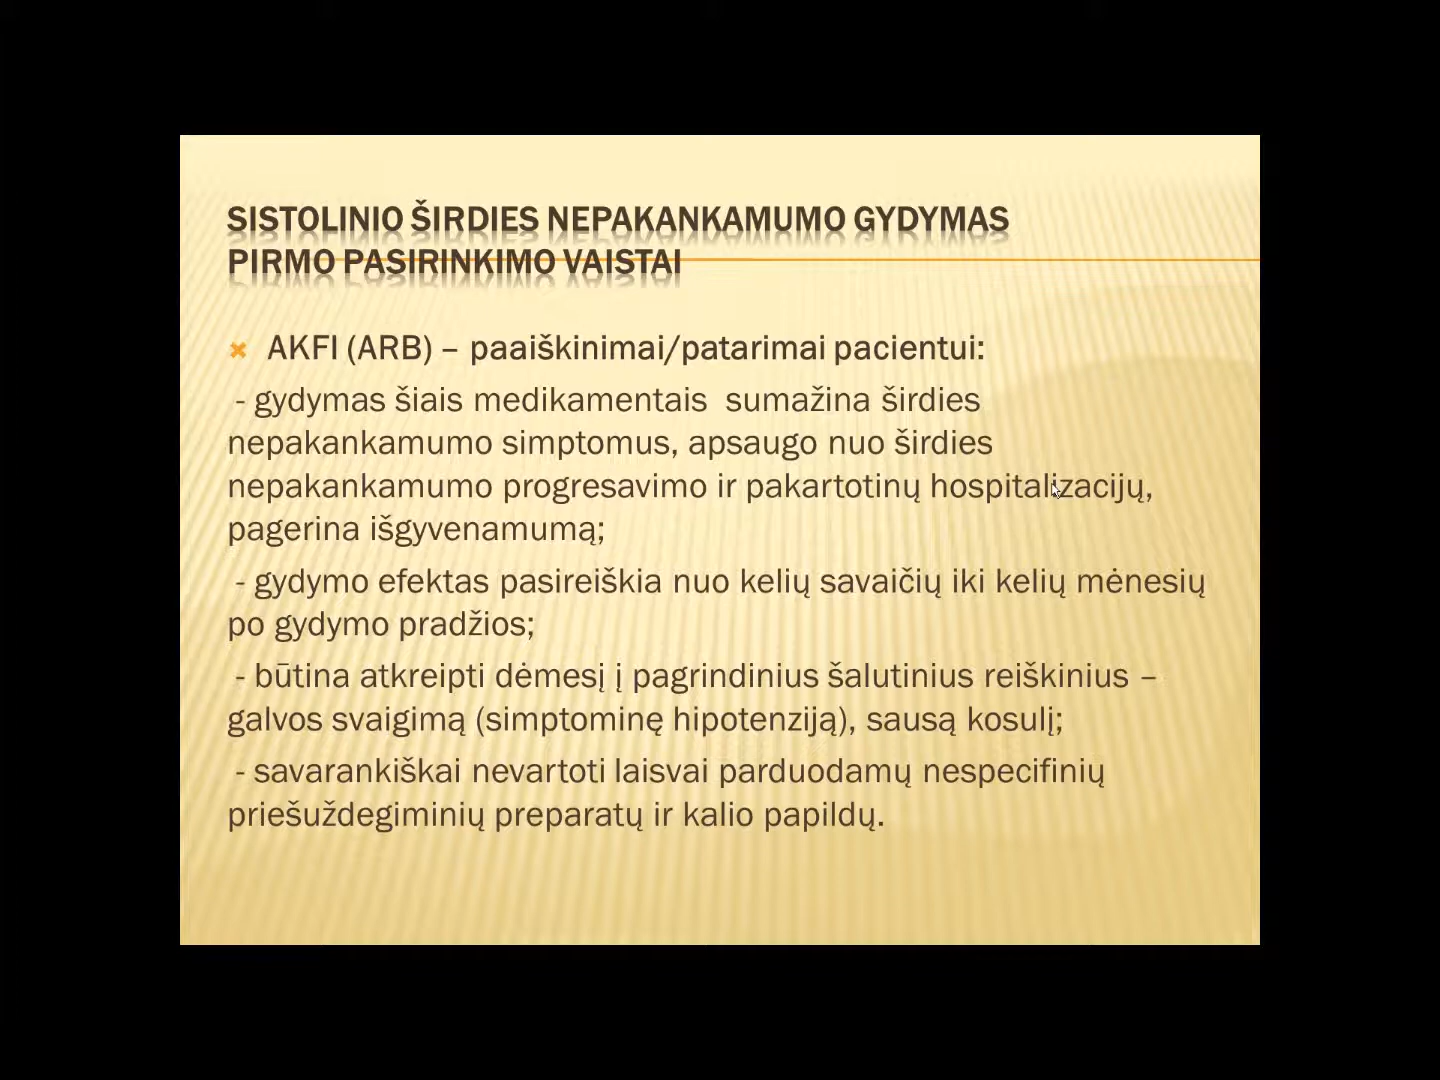 SISTOLINIO ŠIRDIES NEPAKANKAMUMO GYDYMAS
PIRMO PASIRINKIMO VAISTAI
AKFI (ARB) – paaiškinimai/patarimai pacientui:
- gydymas šiais medikamentais sumažina širdies
nepakankamumo simptomus, apsaugo nuo širdies
nepakankamumo progresavimo ir pakartotinų hospitalizacijų,
pagerina išgyvenamumą;
- gydymo efektas pasireiškia nuo kelių savaičių iki kelių mėnesių
po gydymo pradžios;
- būtina atkreipti dėmesį į pagrindinius šalutinius reiškinius –
galvos svaigimą (simptominę hipotenziją), sausą kosulį;
- savarankiškai nevartoti laisvai parduodamų nespecifinių
priešuždegiminių preparatų ir kalio papildų.